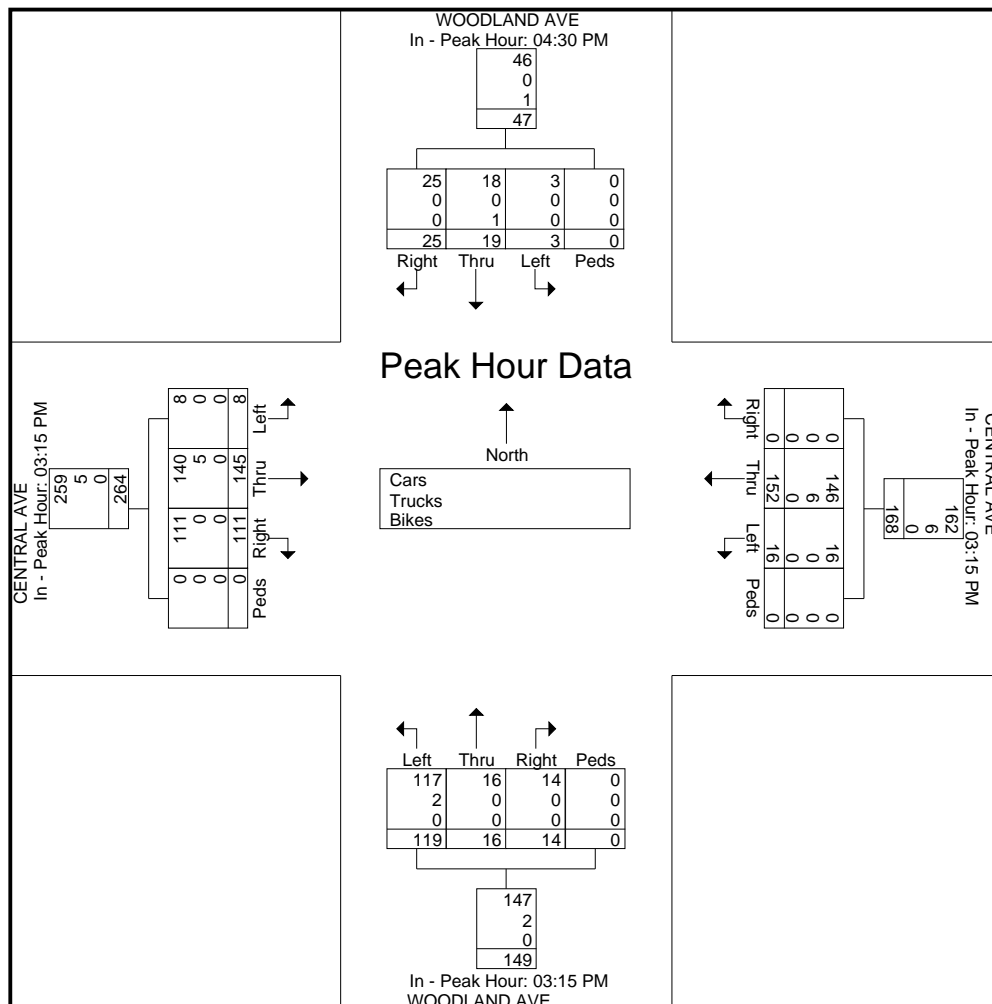 WOODLAND AVE
In - Peak Hour: 04:30 PM
46
0
1
47
25 18 3 0
0 0 0 0
0 1 0 0
25 19 3 0
Right Thru Left Peds
Peak Hour Data
North
Cars
Trucks
Bikes
CENTRAL AVE
In - Peak Hour: 03:15 PM
259
5
0
264
8 0 0 8
140 5 0 145
111 0 0 111
0 0 0 0
Left
Thru
Right
Peds
CENTRAL AVE
In - Peak Hour: 03:15 PM
162
6
0
168
Right
Thru
Left
Peds
0 0 0 0
152 0 6 146
16 0 0 16
0 0 0 0
Left Thru Right Peds
117 16 14 0
2 0 0 0
0 0 0 0
119 16 14 0
147
2
0
149
In - Peak Hour: 03:15 PM
WOODLAND AVE